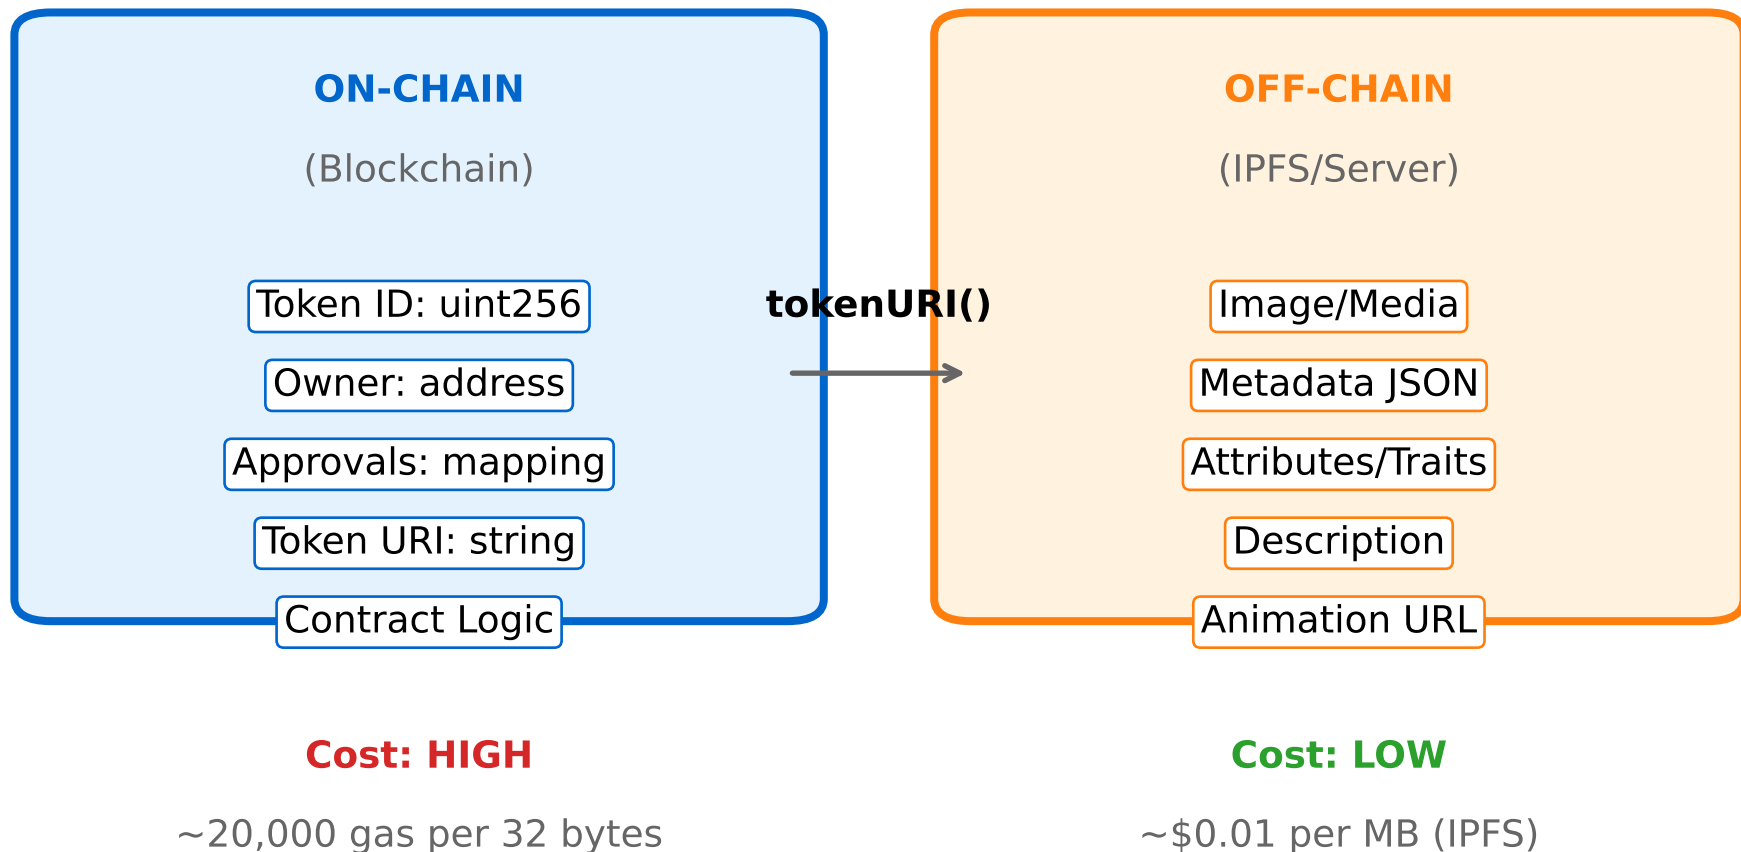 ON-CHAIN
(Blockchain)
Token ID: uint256
Owner: address
Approvals: mapping
Token URI: string
Contract Logic
Cost: HIGH
~20,000 gas per 32 bytes
tokenURI()
OFF-CHAIN
(IPFS/Server)
Image/Media
Metadata JSON
Attributes/Traits
Description
Animation URL
Cost: LOW
~$0.01 per MB (IPFS)